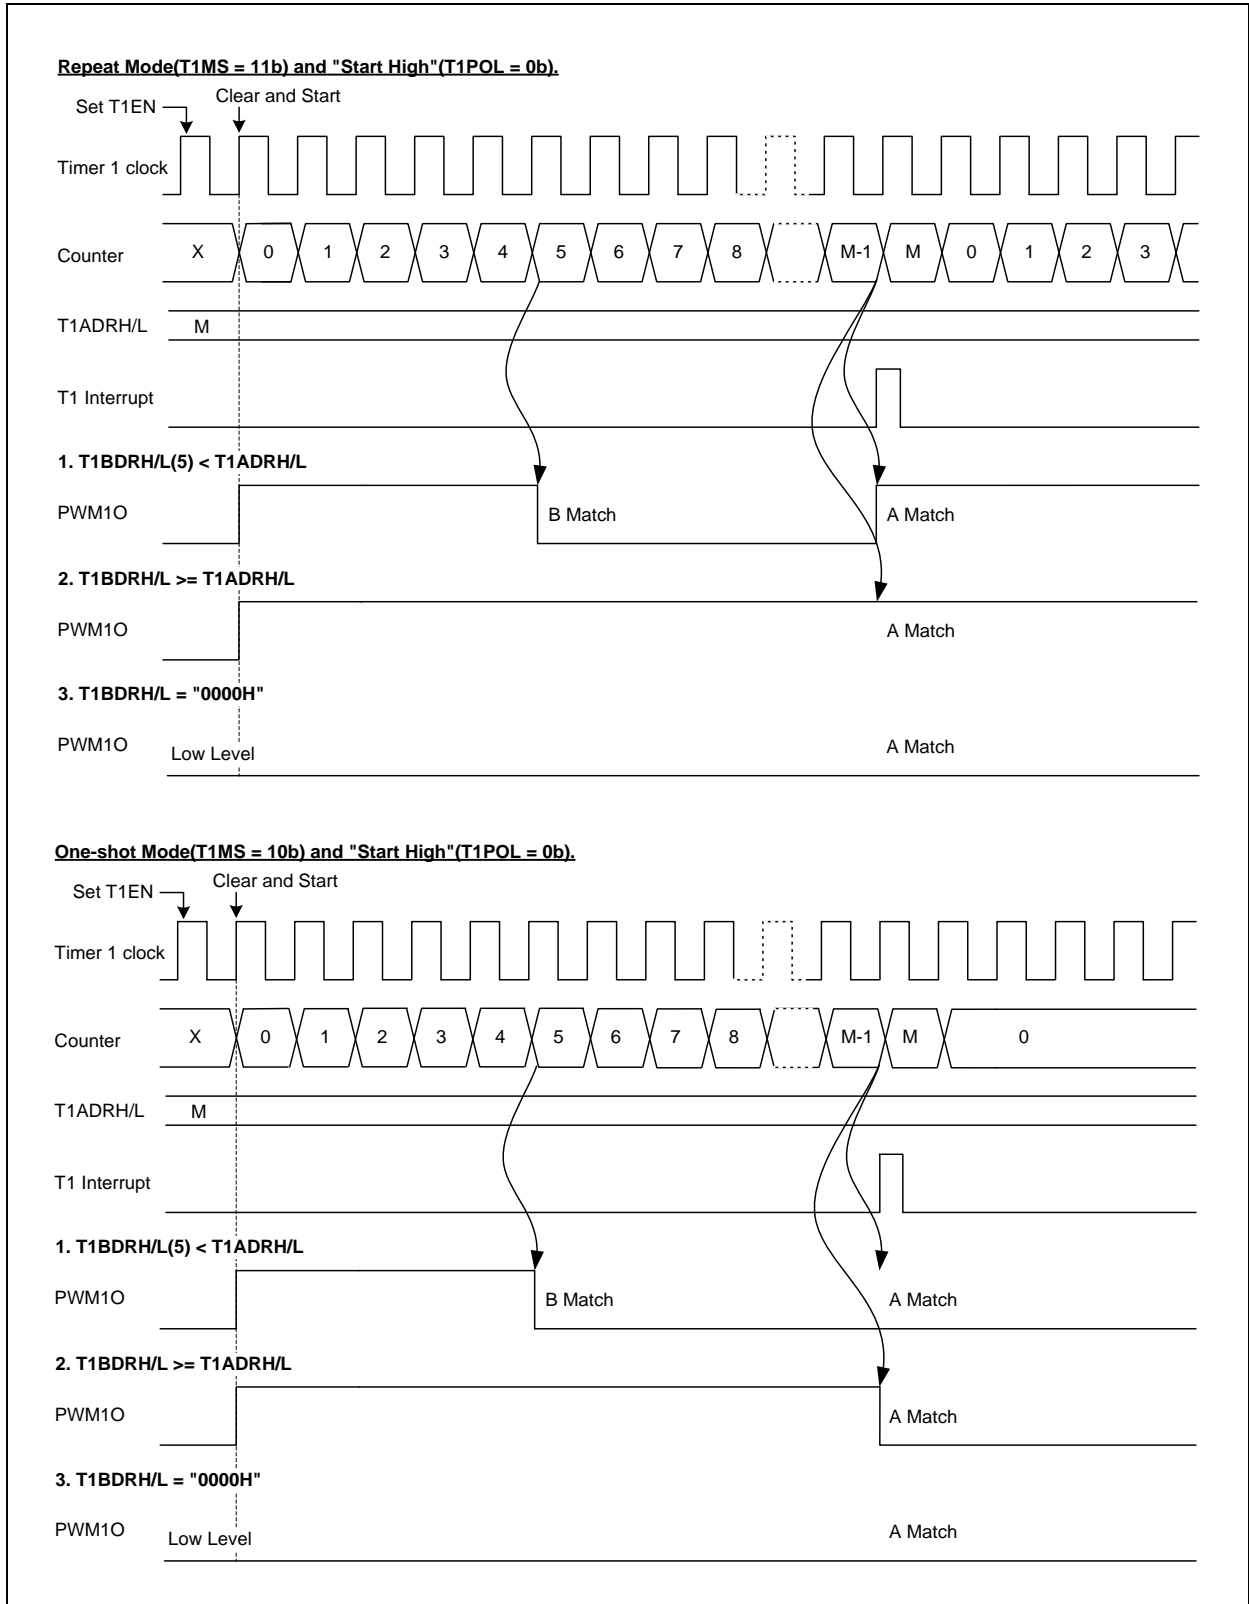 Repeat Mode(T1MS = 11b) and "Start High"(T1POL = 0b).
Set T1EN
Clear and Start
Timer 1 clock
Counter X 0 1 2 3 4 5 6 7 8 M-1 M 0 1 2 3
T1ADRH/L M
T1 Interrupt
1. T1BDRH/L(5) < T1ADRH/L
PWM1O B Match A Match
2. T1BDRH/L >= T1ADRH/L
PWM1O A Match
3. T1BDRH/L = "0000H"
PWM1O Low Level A Match
One-shot Mode(T1MS = 10b) and "Start High"(T1POL = 0b).
Set T1EN
Clear and Start
Timer 1 clock
Counter X 0 1 2 3 4 5 6 7 8 M-1 M 0
T1ADRH/L M
T1 Interrupt
1. T1BDRH/L(5) < T1ADRH/L
PWM1O B Match A Match
2. T1BDRH/L >= T1ADRH/L
PWM1O A Match
3. T1BDRH/L = "0000H"
PWM1O Low Level A Match